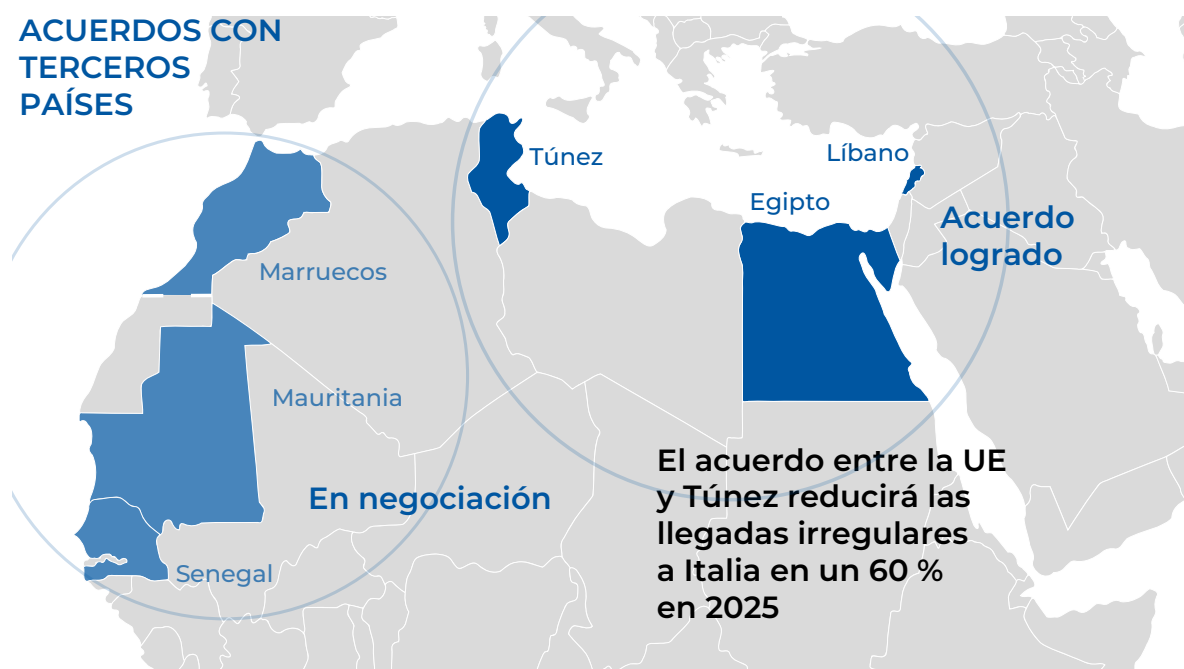 ACUERDOS CON
TERCEROS
PAÍSES
Túnez
Líbano
Egipto
Acuerdo
logrado
Marruecos
Mauritania
En negociación
Senegal
El acuerdo entre la UE
y Túnez reducirá las
llegadas irregulares
a Italia en un 60 %
en 2025